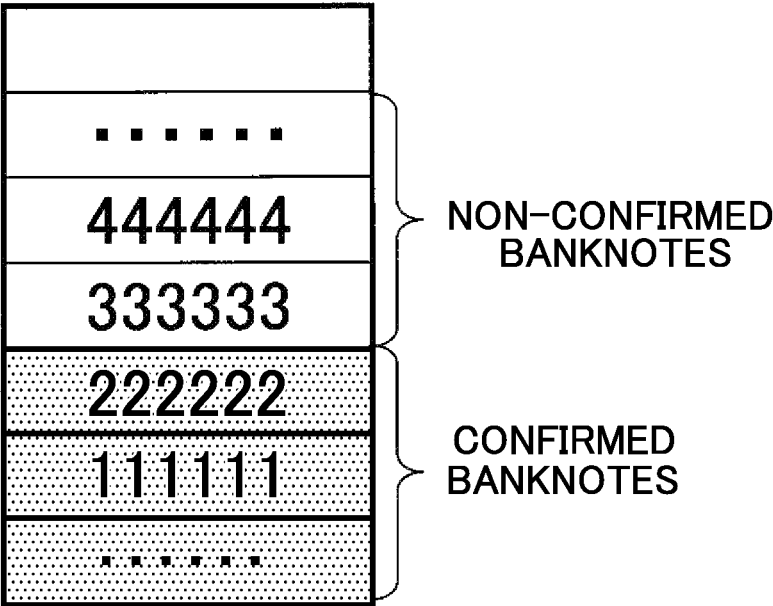 ▪ ▪ ▪ ▪ ▪ ▪
444444
333333
222222
111111
▪ ▪ ▪ ▪ ▪ ▪
NON-CONFIRMED
BANKNOTES
CONFIRMED
BANKNOTES